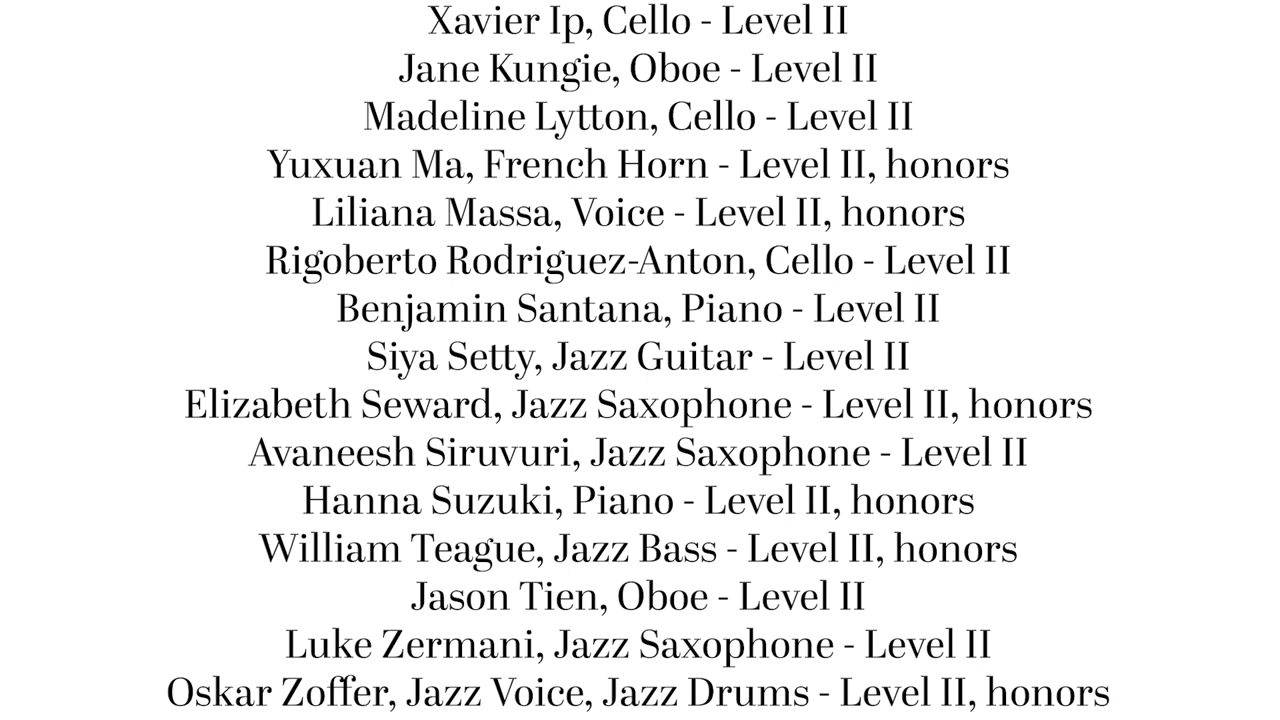 Xavier Ip, Cello - Level II
Jane Kungie, Oboe - Level II
Madeline Lytton, Cello - Level II
Yuxuan Ma, French Horn - Level II, honors
Liliana Massa, Voice - Level II, honors
Rigoberto Rodriguez-Anton, Cello - Level II
Benjamin Santana, Piano - Level II
Siya Setty, Jazz Guitar - Level II
Elizabeth Seward, Jazz Saxophone - Level II, honors
Avaneesh Siruvuri, Jazz Saxophone - Level II
Hanna Suzuki, Piano - Level II, honors
William Teague, Jazz Bass - Level II, honors
Jason Tien, Oboe - Level II
Luke Zermani, Jazz Saxophone - Level II
Oskar Zoffer, Jazz Voice, Jazz Drums - Level II, honors